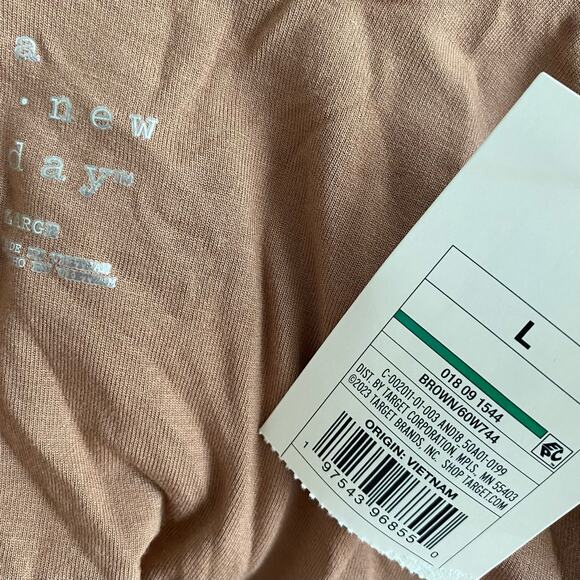 a
new
day™
LARGE
L
018 09 1544
BROWN/60W744
C-002011-01-003 AND18 50A01-0199
DIST. BY TARGET CORPORATION, MPLS, MN 55403
©2023 TARGET BRANDS, INC. SHOP TARGET.COM
ORIGIN: VIETNAM
1 97543 96855 0